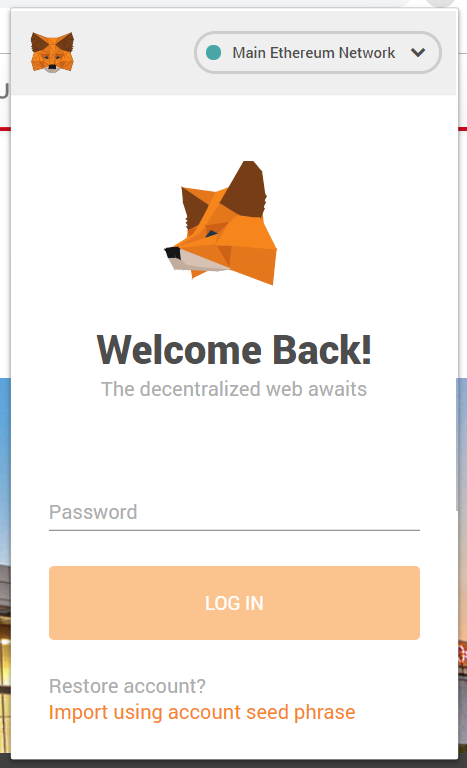 Main Ethereum Network
Welcome Back!
The decentralized web awaits
Password
LOG IN
Restore account?
Import using account seed phrase